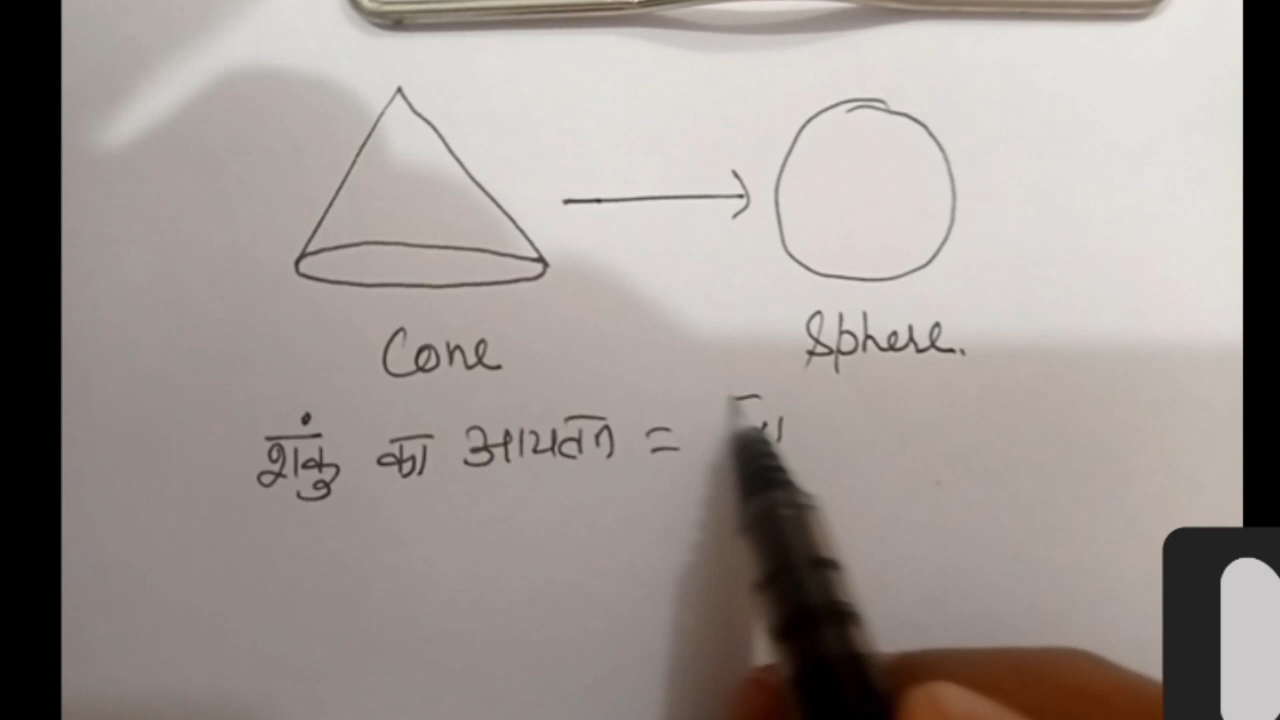 Cone
Sphere.
शंकु का आयतन =